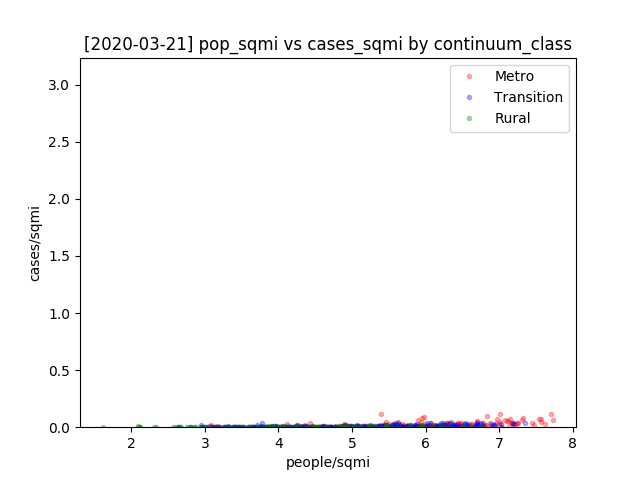 [2020-03-21] pop_sqmi vs cases_sqmi by continuum_class
Metro
Transition
Rural
3.0
2.5
2.0
1.5
1.0
0.5
0.0
cases/sqmi
2 3 4 5 6 7 8
people/sqmi